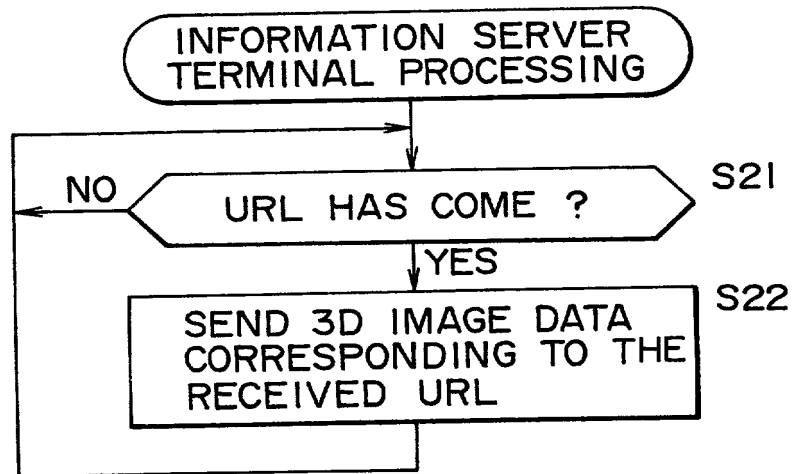 INFORMATION SERVER
TERMINAL PROCESSING
NO
URL HAS COME ?
S21
YES
SEND 3D IMAGE DATA
CORRESPONDING TO THE
RECEIVED URL
S22